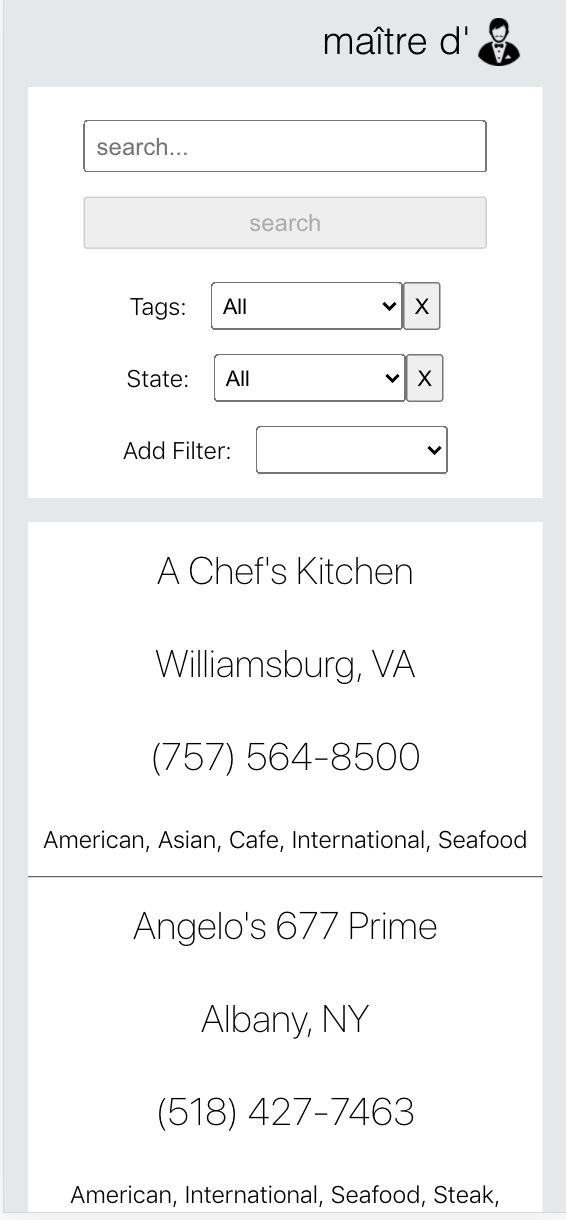 maître d'
search...
search
Tags: All X
State: All X
Add Filter:
A Chef's Kitchen
Williamsburg, VA
(757) 564-8500
American, Asian, Cafe, International, Seafood
Angelo's 677 Prime
Albany, NY
(518) 427-7463
American, International, Seafood, Steak,